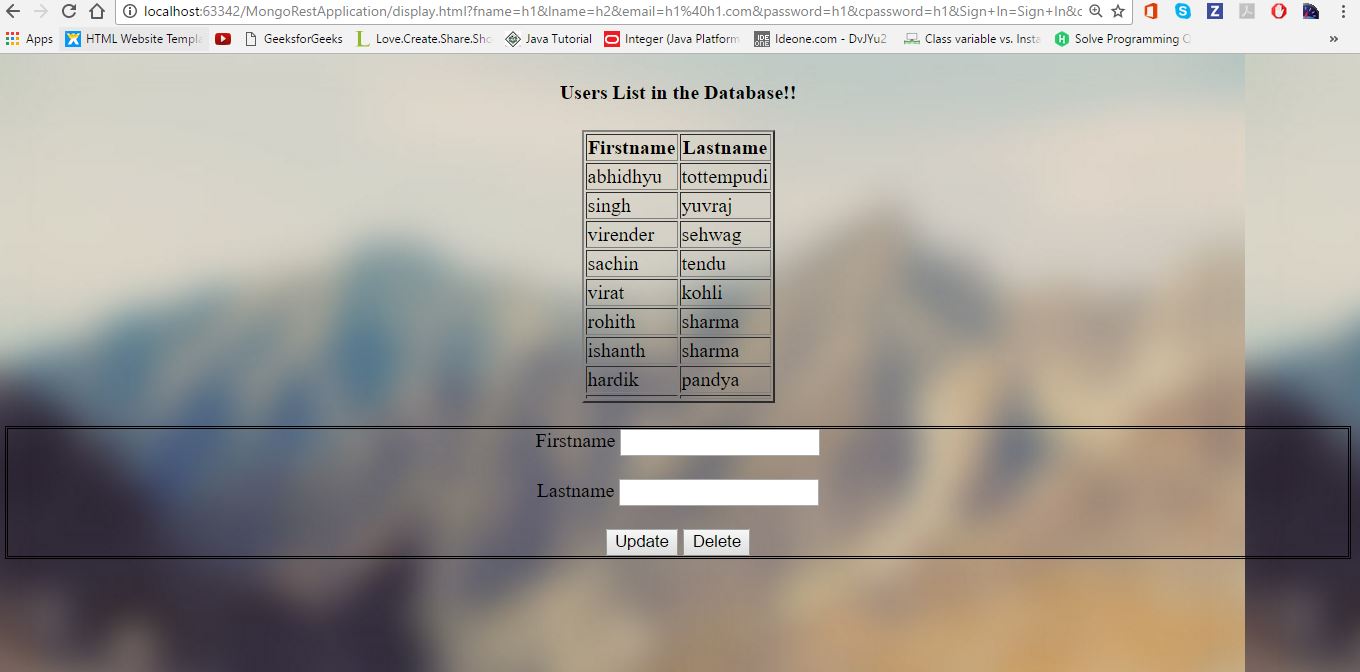 localhost:63342/MongoRestApplication/display.html?fname=h1&lname=h2&email=h1%40h1.com&password=h1&cpassword=h1&Sign+In=Sign+In&c
Apps HTML Website Templ GeeksforGeeks Love.Create.Share.Sho Java Tutorial Integer (Java Platform Ideone.com - DvJYu2 Class variable vs. Insta Solve Programming C »
Users List in the Database!!
Firstname Lastname
abhidhyu tottempudi
singh yuvraj
virender sehwag
sachin tendu
virat kohli
rohith sharma
ishanth sharma
hardik pandya
Firstname
Lastname
Update Delete